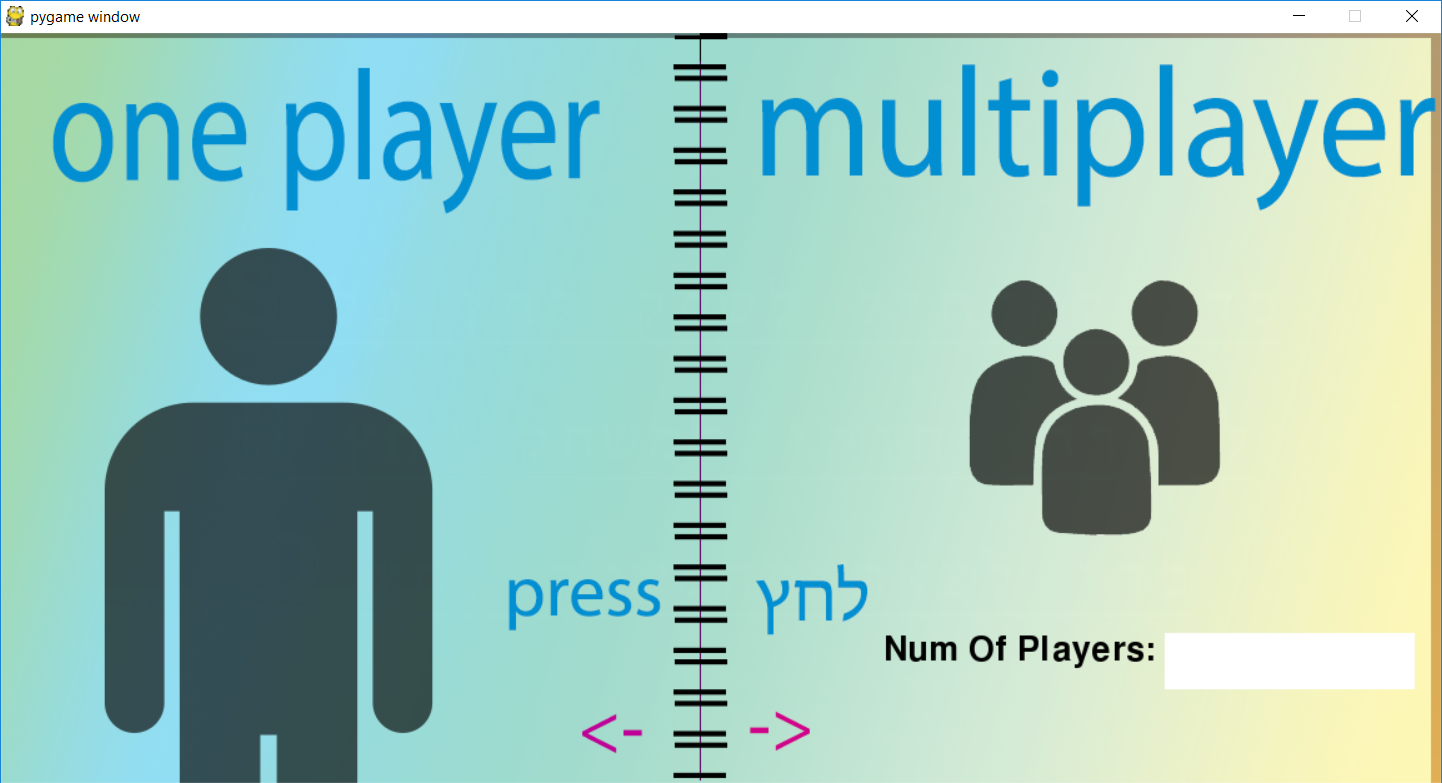 pygame window
one player
multiplayer
press
לחץ
Num Of Players:
<-
->